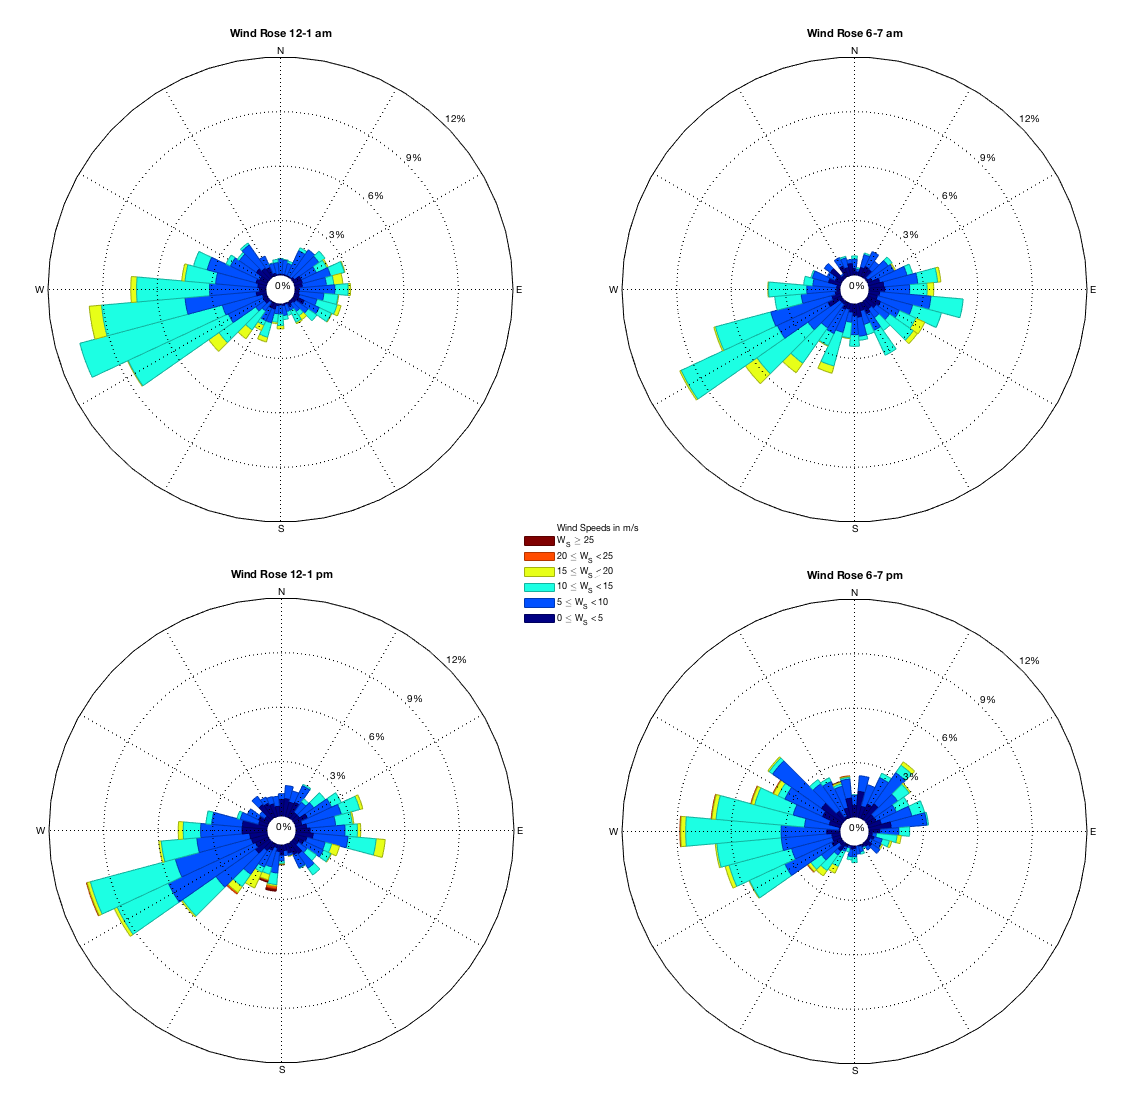 Wind Rose 12-1 am
N
12%
9%
6%
3%
0%
W
E
S
Wind Rose 6-7 am
N
12%
9%
6%
3%
0%
W
E
S
Wind Speeds in m/s
W_S ≥ 25
20 ≤ W_S < 25
15 ≤ W_S < 20
10 ≤ W_S < 15
5 ≤ W_S < 10
0 ≤ W_S < 5
Wind Rose 12-1 pm
N
12%
9%
6%
3%
0%
W
E
S
Wind Rose 6-7 pm
N
12%
9%
6%
3%
0%
W
E
S